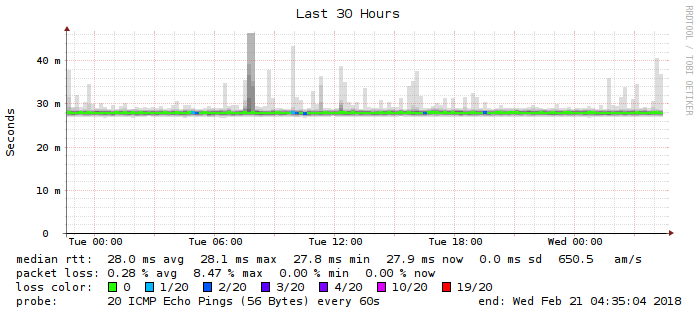 Last 30 Hours
RRDTOOL / TOBI OETIKER
Seconds
40 m
30 m
20 m
10 m
0
Tue 00:00 Tue 06:00 Tue 12:00 Tue 18:00 Wed 00:00
median rtt: 28.0 ms avg 28.1 ms max 27.8 ms min 27.9 ms now 0.0 ms sd 650.5 am/s
packet loss: 0.28 % avg 8.47 % max 0.00 % min 0.00 % now
loss color: 0 1/20 2/20 3/20 4/20 10/20 19/20
probe: 20 ICMP Echo Pings (56 Bytes) every 60s end: Wed Feb 21 04:35:04 2018